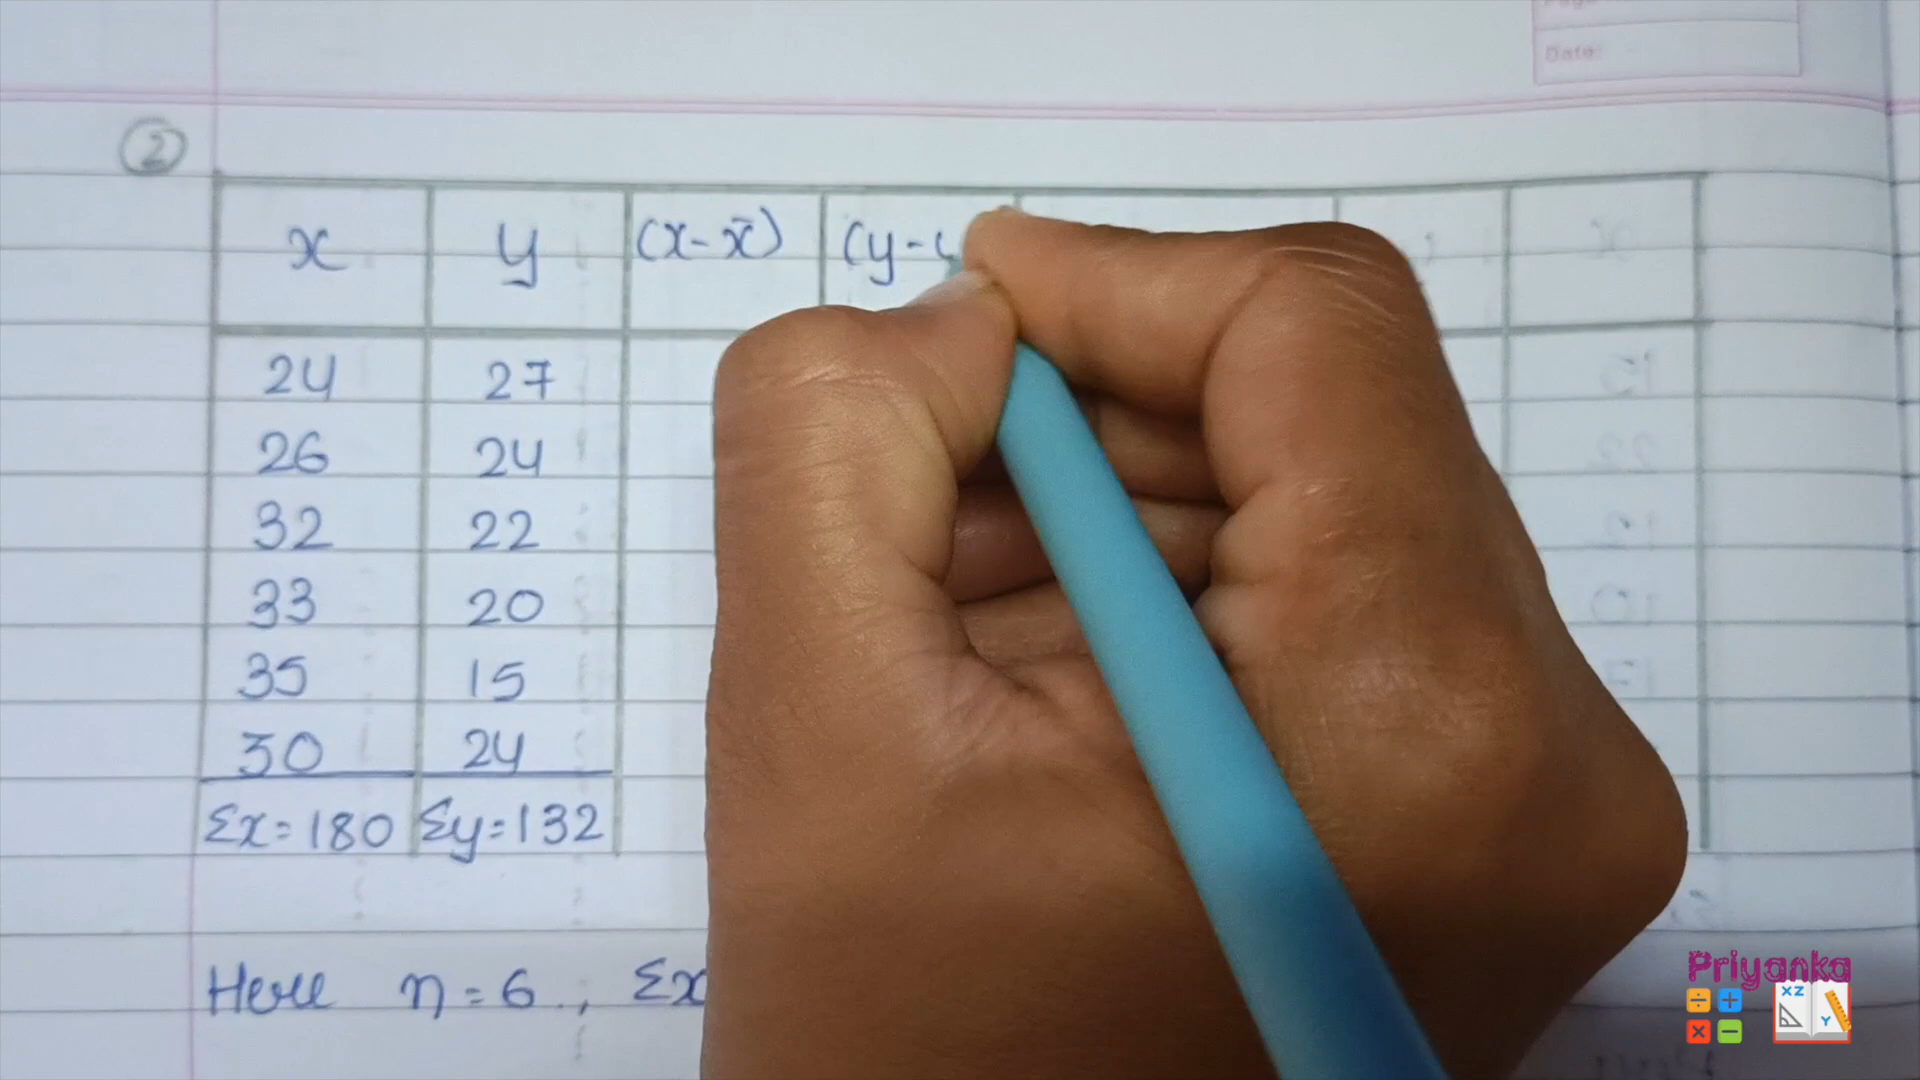 Date:
2
x y (x-x̄) (y-
24 27
26 24
32 22
33 20
35 15
30 24
Σx=180 Σy=132
Here n=6, Σx
Priyanka
÷ +
× −
XZ
Y